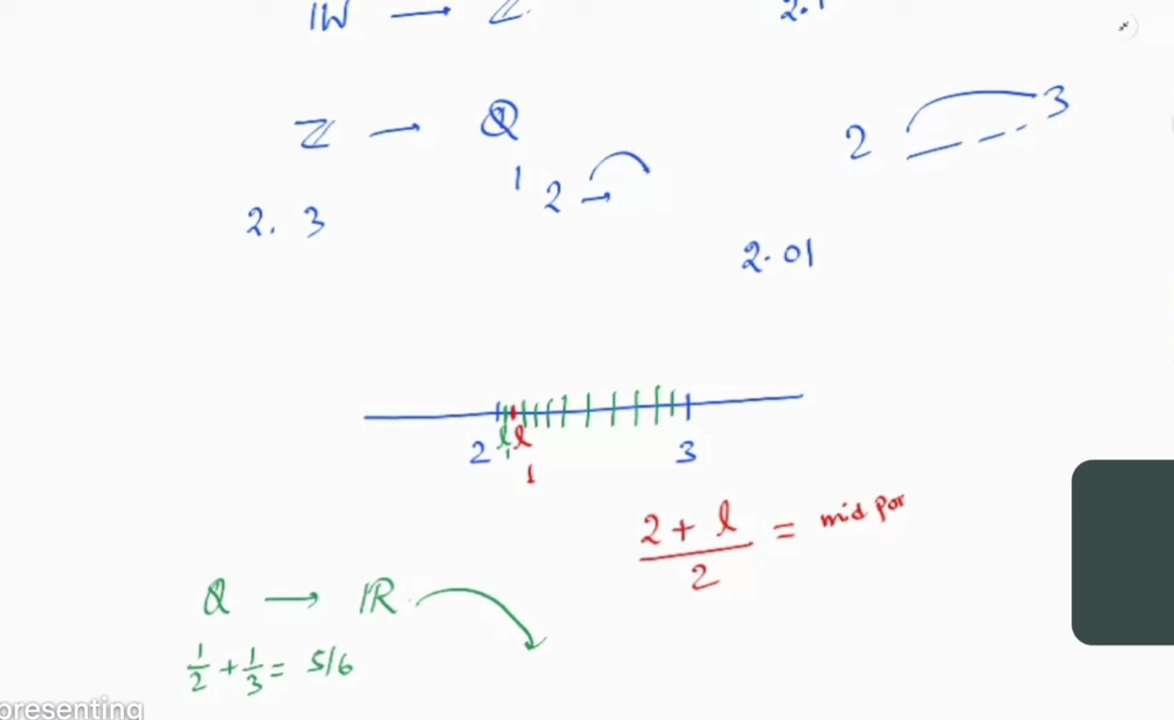 W → Z
Z → Q
2 3
1 2 →
2. 3
2.01
2 l l 3
1
2 + l
2
= mid poi
Q → IR
1/2 + 1/3 = 5/6
presenting